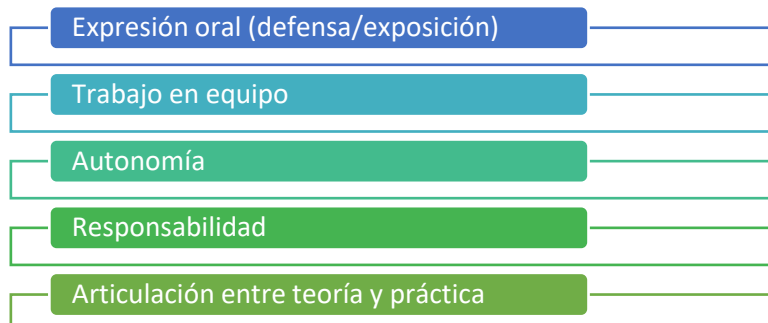 Expresión oral (defensa/exposición)
Trabajo en equipo
Autonomía
Responsabilidad
Articulación entre teoría y práctica